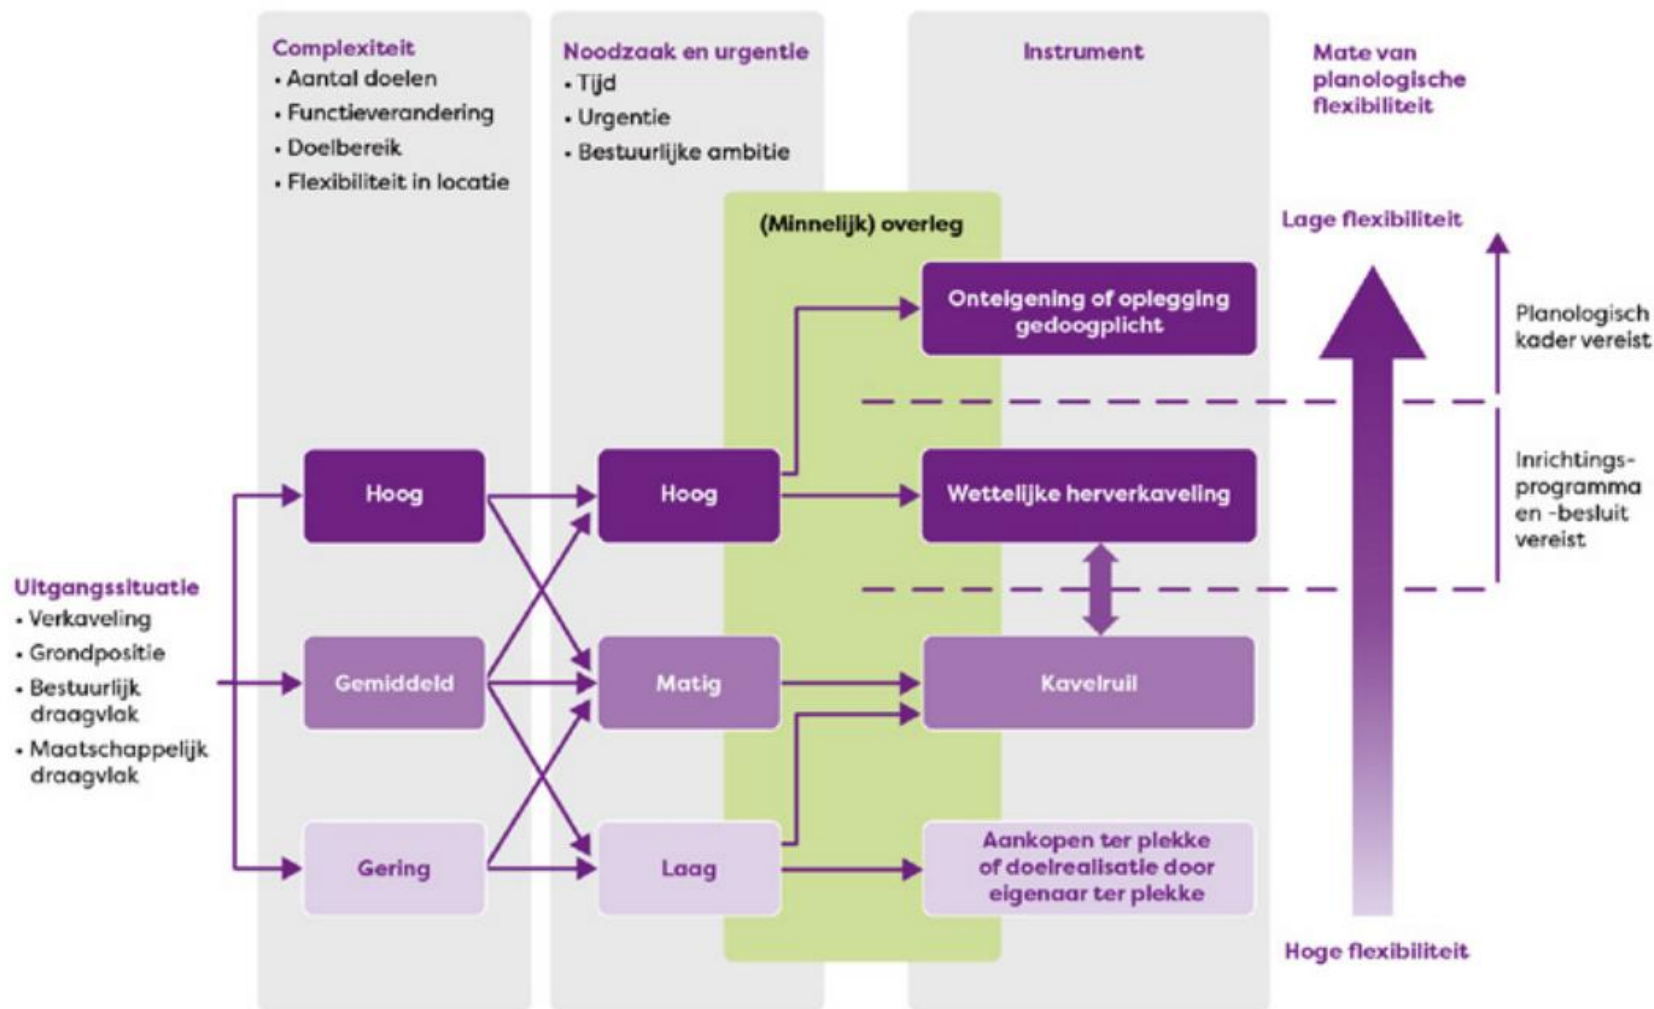 Complexiteit
• Aantal doelen
• Functieverandering
• Doelbereik
• Flexibiliteit in locatie
Noodzaak en urgentie
• Tijd
• Urgentie
• Bestuurlijke ambitie
Instrument
Mate van
planologische
flexibiliteit
(Minnelijk) overleg
Lage flexibiliteit
Onteigening of oplegging
gedoogplicht
Planologisch
kader vereist
Hoog
Hoog
Wettelijke herverkaveling
Inrichtings-
programma
en -besluit
vereist
Uitgangssituatie
• Verkaveling
• Grondpositie
• Bestuurlijk
draagvlak
• Maatschappelijk
draagvlak
Gemiddeld
Matig
Kavelruil
Gering
Laag
Aankopen ter plekke
of doelrealisatie door
eigenaar ter plekke
Hoge flexibiliteit